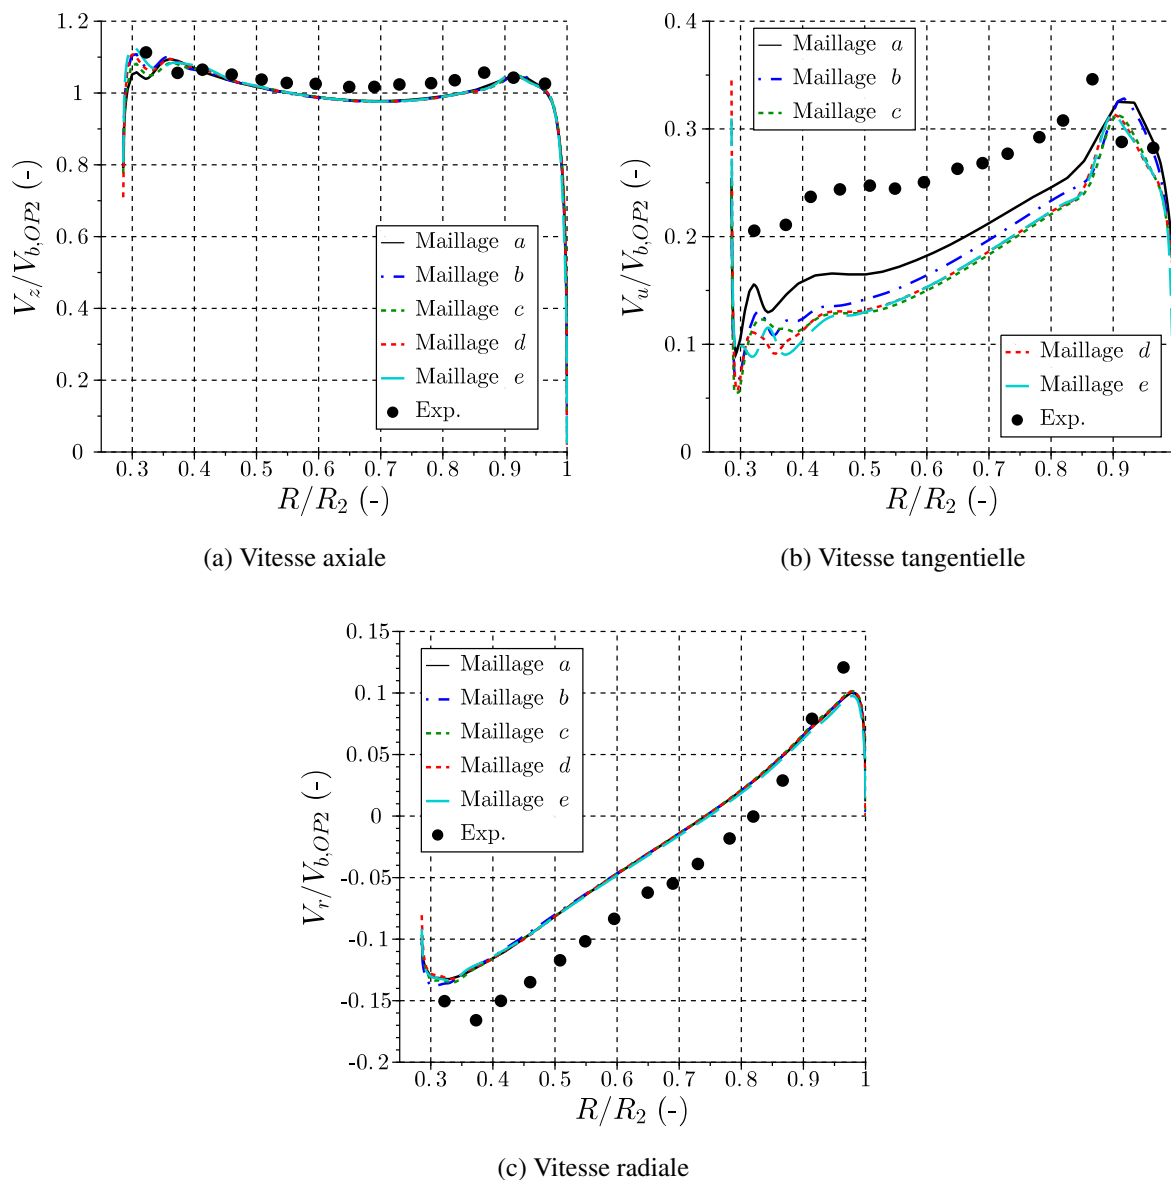 1.2
1
0.8
0.6
0.4
0.2
0
V_z/V_{b,OP2} (-)
Maillage a
Maillage b
Maillage c
Maillage d
Maillage e
Exp.
0.3 0.4 0.5 0.6 0.7 0.8 0.9 1
R/R_2 (-)
(a) Vitesse axiale
0.4
0.3
0.2
0.1
0
V_u/V_{b,OP2} (-)
Maillage a
Maillage b
Maillage c
Maillage d
Maillage e
Exp.
0.3 0.4 0.5 0.6 0.7 0.8 0.9
R/R_2 (-)
(b) Vitesse tangentielle
0.15
0.1
0.05
0
-0.05
-0.1
-0.15
-0.2
V_r/V_{b,OP2} (-)
Maillage a
Maillage b
Maillage c
Maillage d
Maillage e
Exp.
0.3 0.4 0.5 0.6 0.7 0.8 0.9 1
R/R_2 (-)
(c) Vitesse radiale